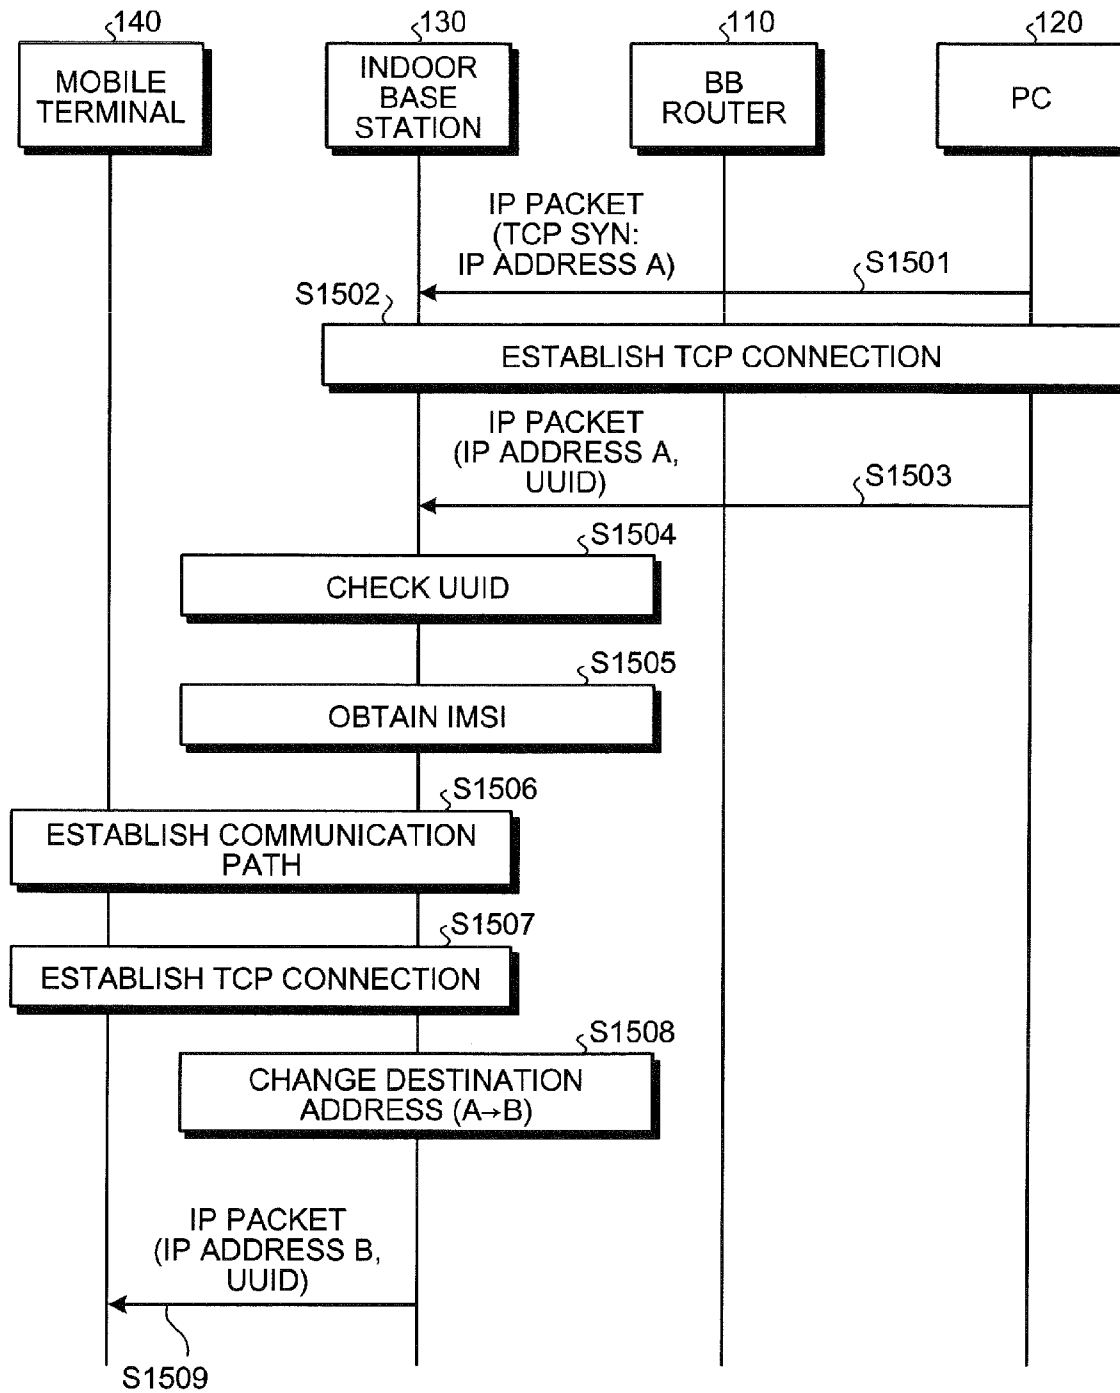 140
130
110
120
MOBILE
TERMINAL
INDOOR
BASE
STATION
BB
ROUTER
PC
IP PACKET
(TCP SYN:
IP ADDRESS A)
S1501
S1502
ESTABLISH TCP CONNECTION
IP PACKET
(IP ADDRESS A,
UUID)
S1503
S1504
CHECK UUID
S1505
OBTAIN IMSI
S1506
ESTABLISH COMMUNICATION
PATH
S1507
ESTABLISH TCP CONNECTION
S1508
CHANGE DESTINATION
ADDRESS (A→B)
IP PACKET
(IP ADDRESS B,
UUID)
S1509